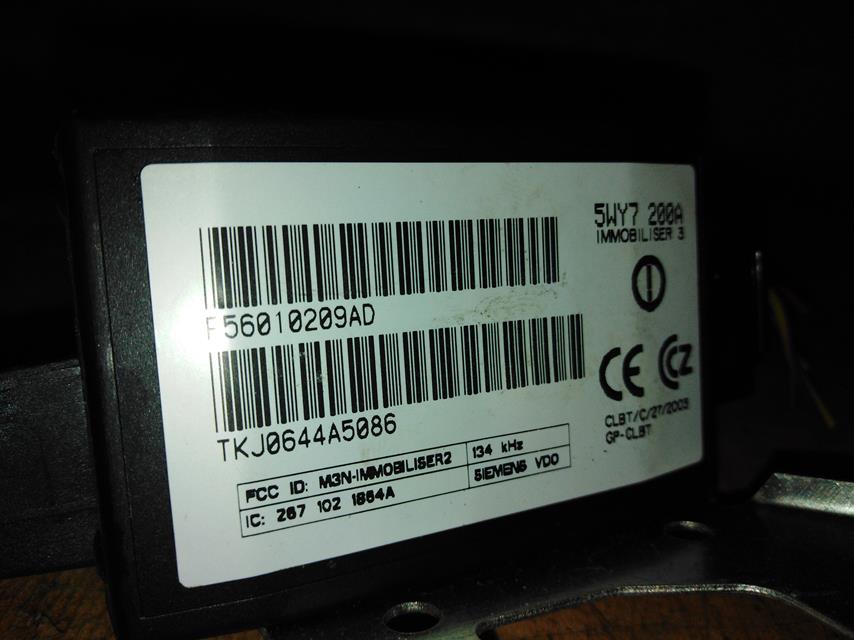 5WY7 200A
IMMOBILISER 3
P56010209AD
TKJ0644A5086
CE
CLBT/C/27/2003
GP-CLBT
FCC ID: M3N-IMMOBILISER2
134 kHz
IC: 267 102 1864A
SIEMENS VDO